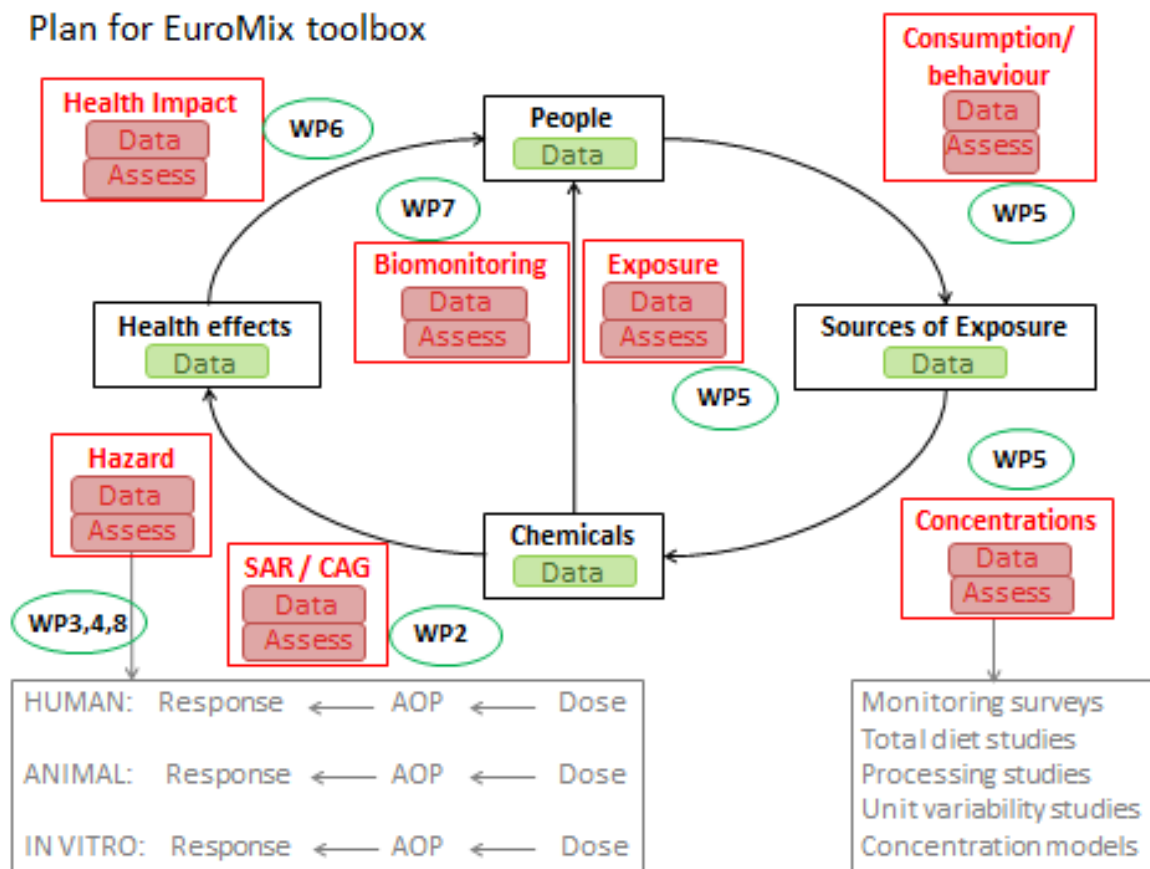 Plan for EuroMix toolbox
Consumption/
behaviour
Data
Assess
WP5
Health Impact
Data
Assess
WP6
People
Data
WP7
Biomonitoring
Data
Assess
Exposure
Data
Assess
WP5
Health effects
Data
Sources of Exposure
Data
Hazard
Data
Assess
WP3,4,8
SAR / CAG
Data
Assess
WP2
Chemicals
Data
WP5
Concentrations
Data
Assess
HUMAN: Response AOP Dose
ANIMAL: Response AOP Dose
IN VITRO: Response AOP Dose
Monitoring surveys
Total diet studies
Processing studies
Unit variability studies
Concentration models